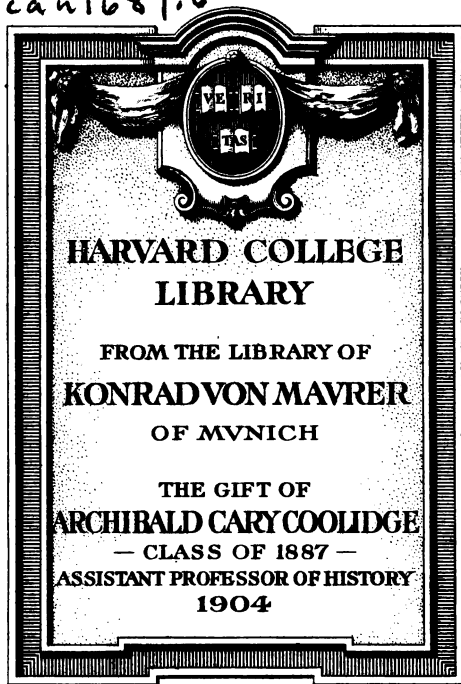 VE RI
TAS
HARVARD COLLEGE
LIBRARY
FROM THE LIBRARY OF
KONRAD VON MAVRER
OF MVNICH
THE GIFT OF
ARCHIBALD CARY COOLIDGE
— CLASS OF 1887 —
ASSISTANT PROFESSOR OF HISTORY
1904